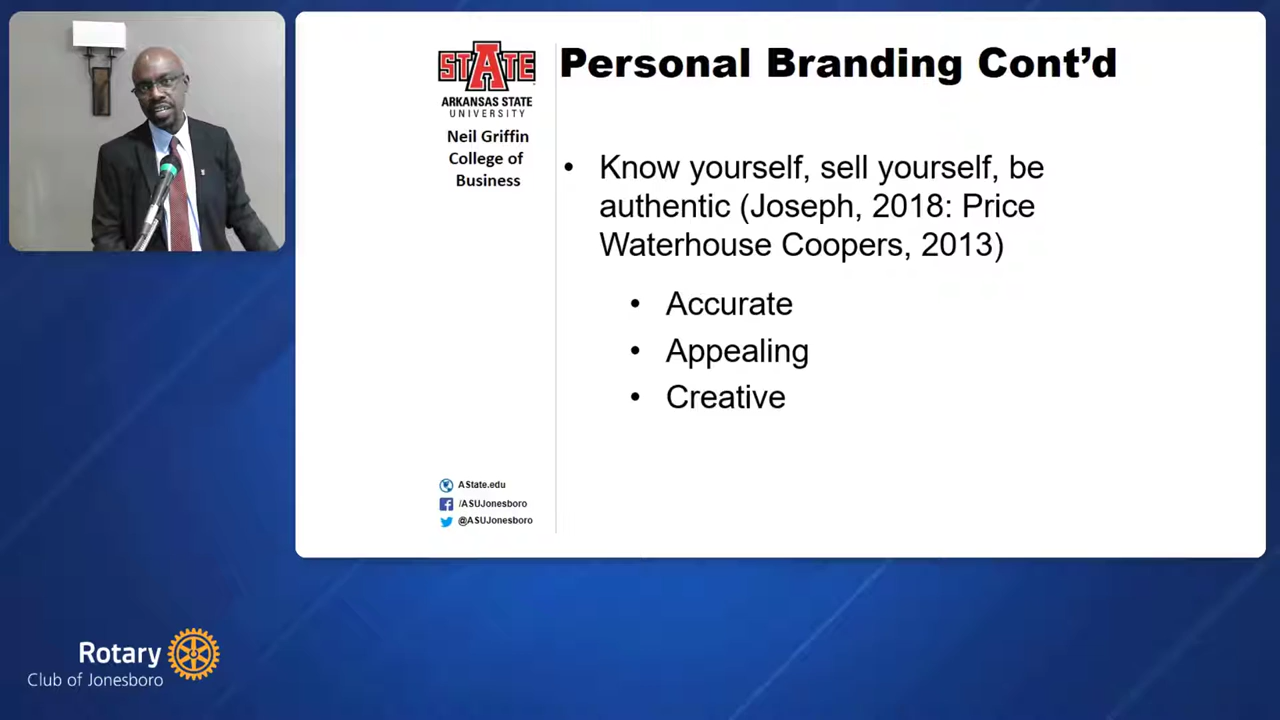 STATE
ARKANSAS STATE
UNIVERSITY
Neil Griffin
College of
Business
Personal Branding Cont’d
• Know yourself, sell yourself, be
authentic (Joseph, 2018: Price
Waterhouse Coopers, 2013)
• Accurate
• Appealing
• Creative
AState.edu
/ASUJonesboro
@ASUJonesboro
Rotary
Club of Jonesboro